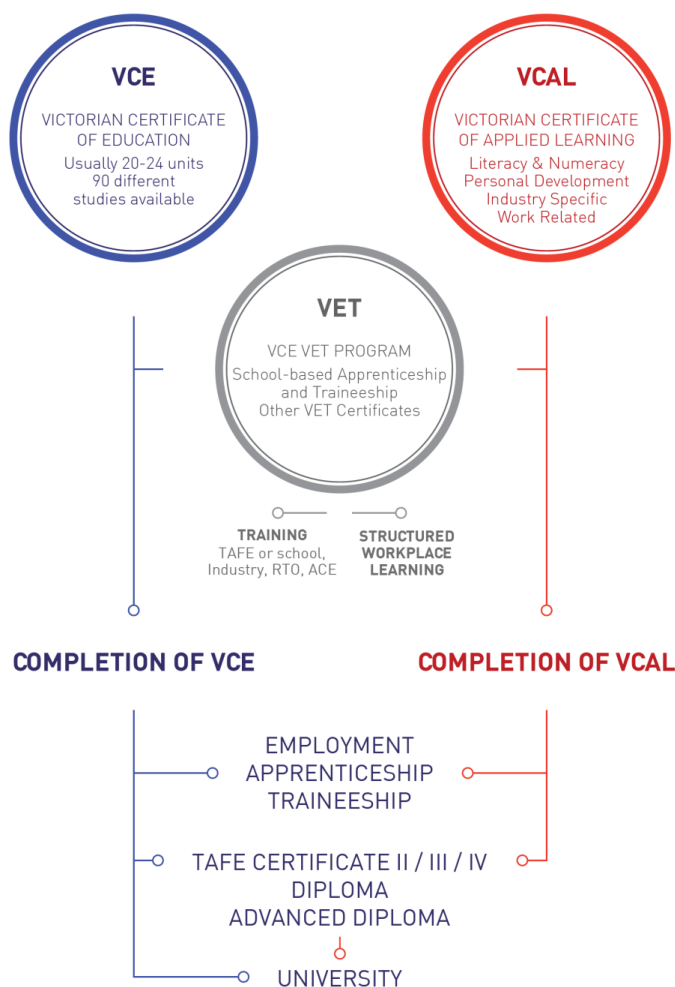 VCE
VICTORIAN CERTIFICATE
OF EDUCATION
Usually 20-24 units
90 different
studies available
VCAL
VICTORIAN CERTIFICATE
OF APPLIED LEARNING
Literacy & Numeracy
Personal Development
Industry Specific
Work Related
VET
VCE VET PROGRAM
School-based Apprenticeship
and Traineeship
Other VET Certificates
TRAINING
TAFE or school,
Industry, RTO, ACE
STRUCTURED
WORKPLACE
LEARNING
COMPLETION OF VCE
COMPLETION OF VCAL
EMPLOYMENT
APPRENTICESHIP
TRAINEESHIP
TAFE CERTIFICATE II / III / IV
DIPLOMA
ADVANCED DIPLOMA
UNIVERSITY